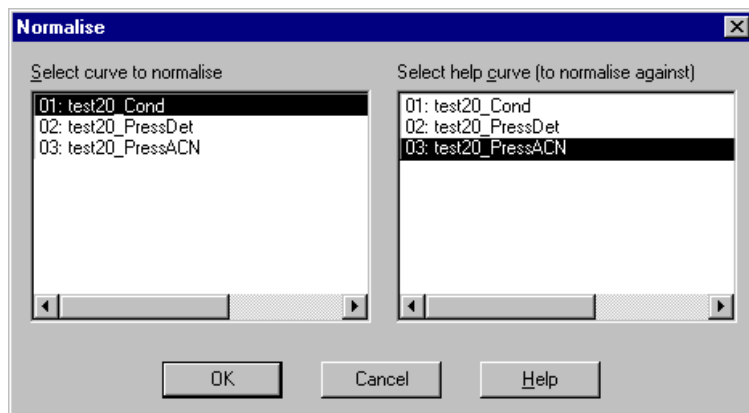 Normalise
Select curve to normalise
01: test20_Cond
02: test20_PressDet
03: test20_PressACN
Select help curve (to normalise against)
01: test20_Cond
02: test20_PressDet
03: test20_PressACN
OK
Cancel
Help